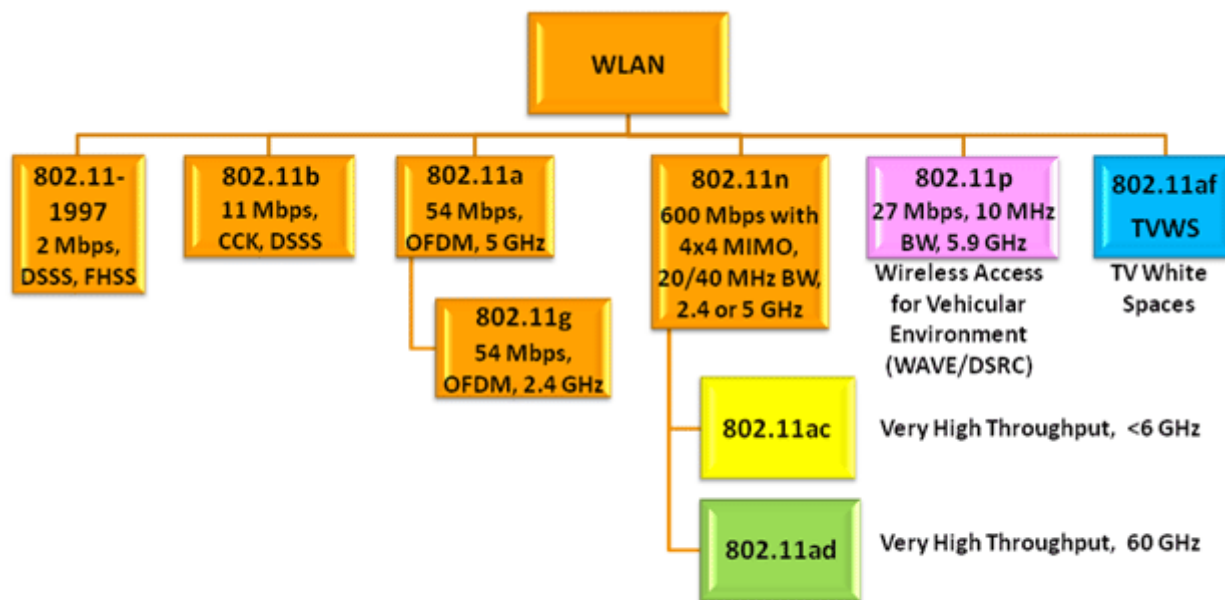 WLAN
802.11-
1997
2 Mbps,
DSSS, FHSS
802.11b
11 Mbps,
CCK, DSSS
802.11a
54 Mbps,
OFDM, 5 GHz
802.11g
54 Mbps,
OFDM, 2.4 GHz
802.11n
600 Mbps with
4x4 MIMO,
20/40 MHz BW,
2.4 or 5 GHz
802.11p
27 Mbps, 10 MHz
BW, 5.9 GHz
Wireless Access
for Vehicular
Environment
(WAVE/DSRC)
802.11af
TVWS
TV White
Spaces
802.11ac
Very High Throughput, <6 GHz
802.11ad
Very High Throughput, 60 GHz